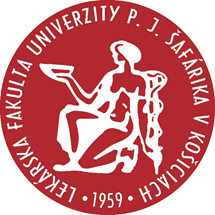 LEKÁRSKA FAKULTA UNIVERZITY P. J. ŠAFÁRIKA V KOŠICIACH
· 1959 ·